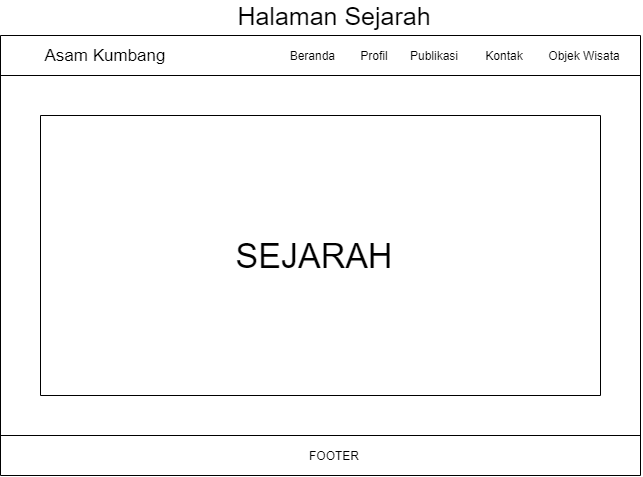 Halaman Sejarah
Asam Kumbang Beranda Profil Publikasi Kontak Objek Wisata
SEJARAH
FOOTER